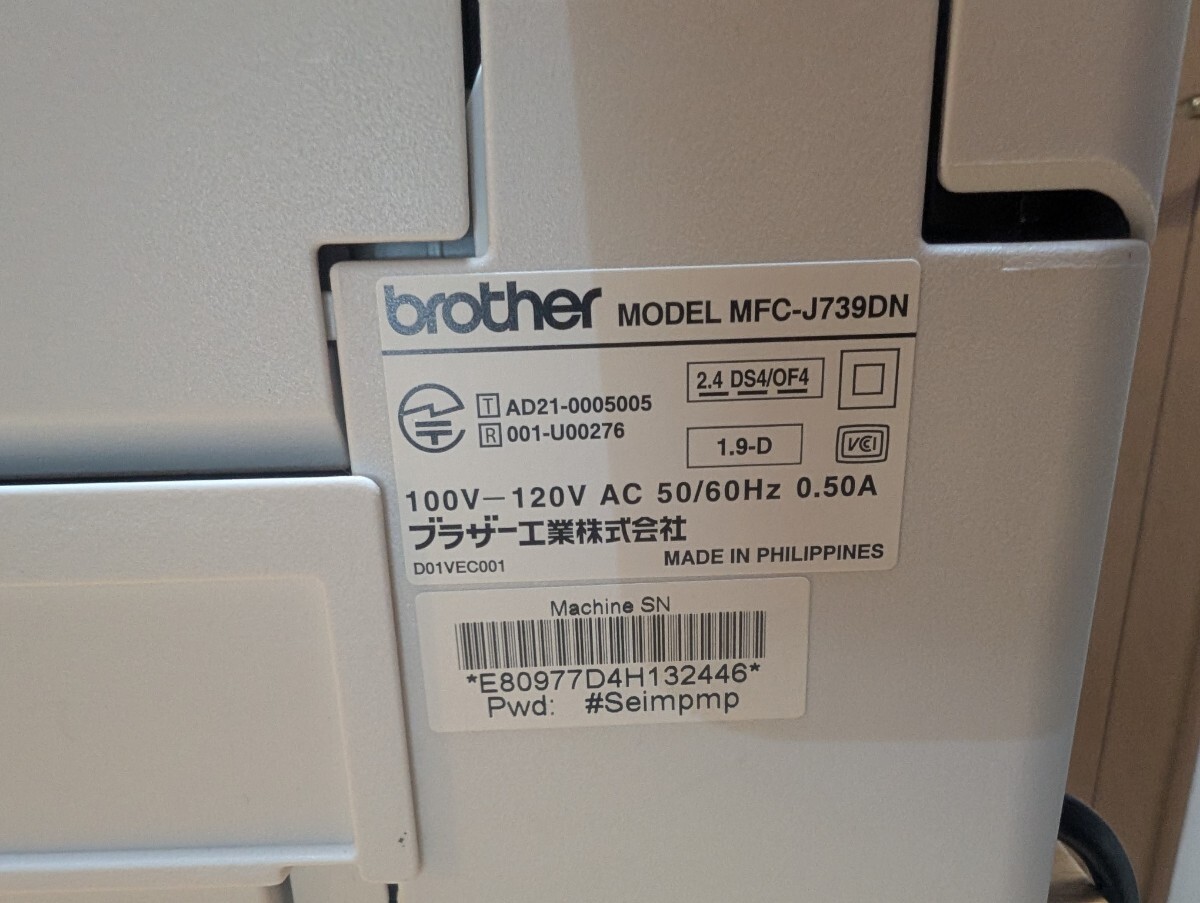 brother MODEL MFC-J739DN
T AD21-0005005
R 001-U00276
2.4 DS4/OF4
1.9-D
VCCI
100V－120V AC 50/60Hz 0.50A
ブラザー工業株式会社
D01VEC001
MADE IN PHILIPPINES
Machine SN
*E80977D4H132446*
Pwd: #Seimpmp